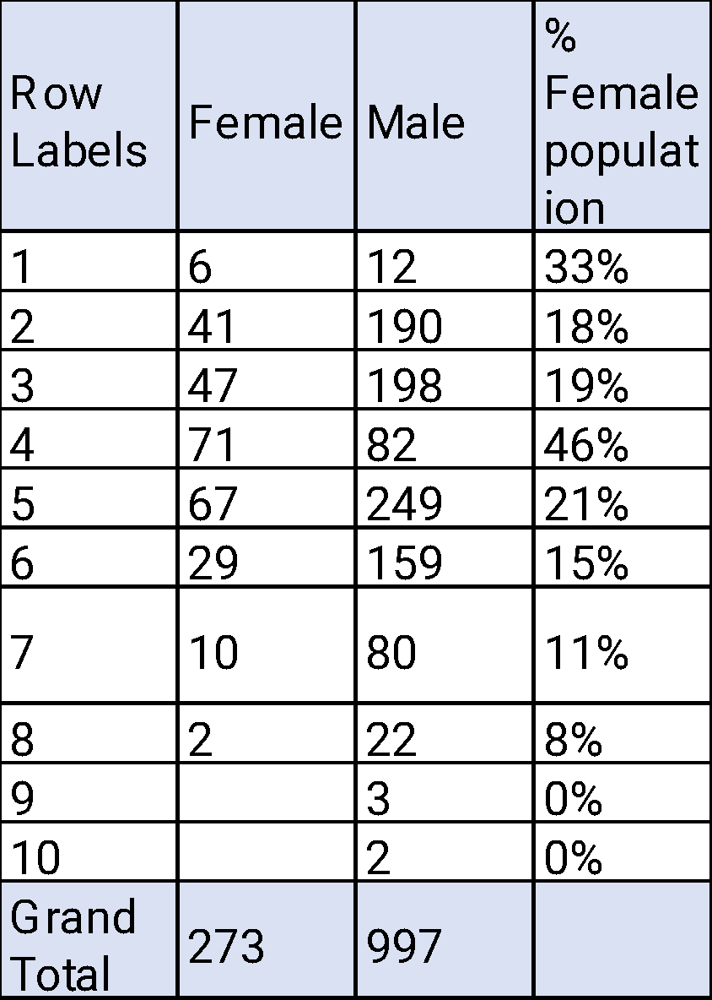 Row Labels Female Male % Female population
1 6 12 33%
2 41 190 18%
3 47 198 19%
4 71 82 46%
5 67 249 21%
6 29 159 15%
7 10 80 11%
8 2 22 8%
9 3 0%
10 2 0%
Grand Total 273 997